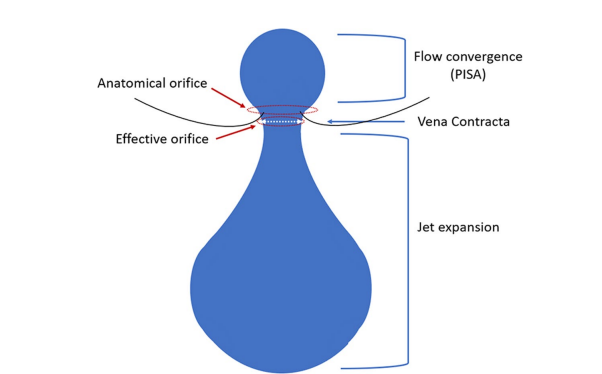 Flow convergence
(PISA)
Anatomical orifice
Vena Contracta
Effective orifice
Jet expansion